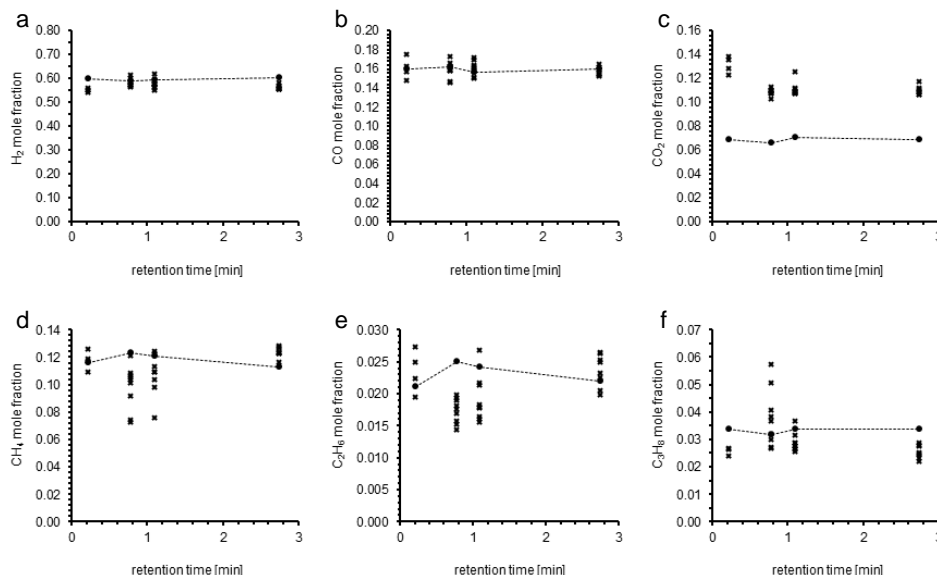 a
b
c
0.80
0.70
0.60
0.50
0.40
0.30
0.20
0.10
0.00
H2 mole fraction
0 1 2 3
retention time [min]
0.20
0.18
0.16
0.14
0.12
0.10
0.08
0.06
0.04
0.02
0.00
CO mole fraction
0 1 2 3
retention time [min]
0.16
0.14
0.12
0.10
0.08
0.06
0.04
0.02
0.00
CO2 mole fraction
0 1 2 3
retention time [min]
d
e
f
0.14
0.12
0.10
0.08
0.06
0.04
0.02
0.00
CH4 mole fraction
0 1 2 3
retention time [min]
0.030
0.025
0.020
0.015
0.010
0.005
0.000
C2H6 mole fraction
0 1 2 3
retention time [min]
0.07
0.06
0.05
0.04
0.03
0.02
0.01
0.00
C3H8 mole fraction
0 1 2 3
retention time [min]